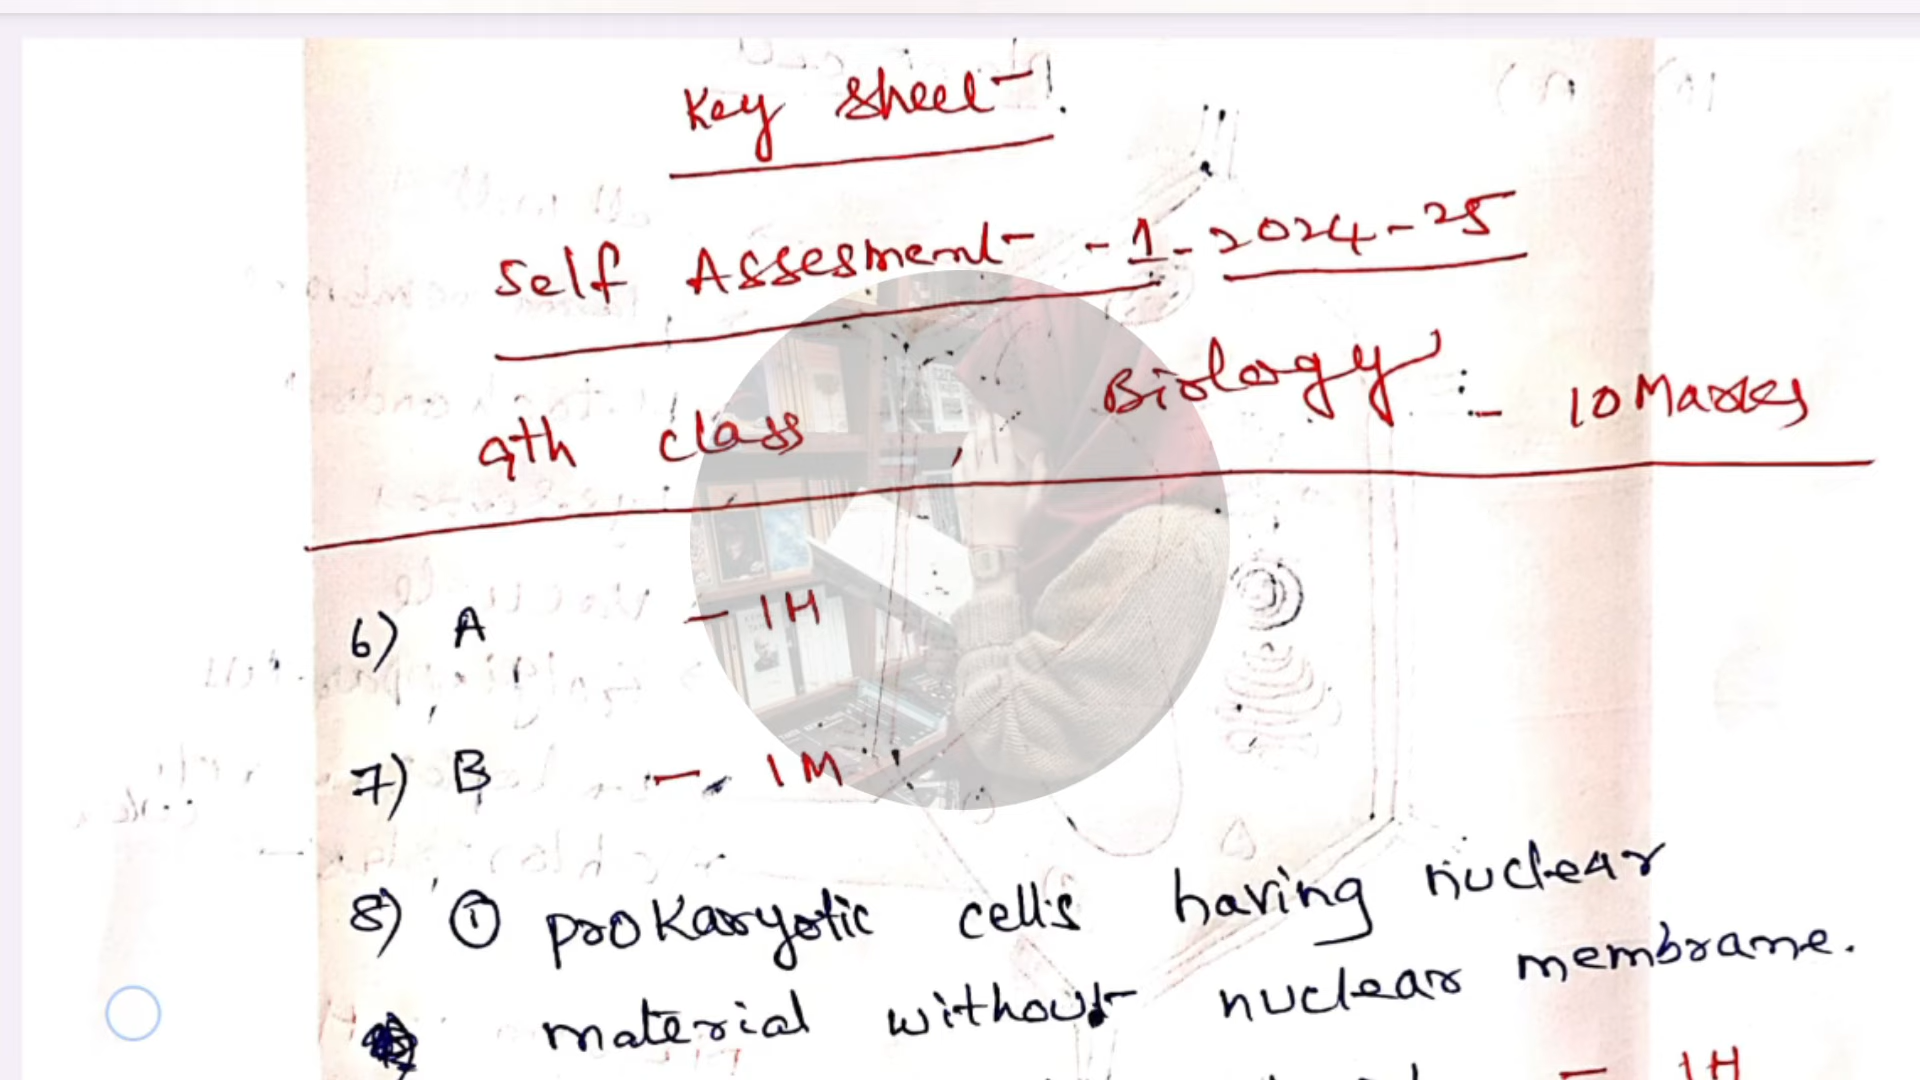 Key Sheet
Self Assesment - 1 - 2024-25
9th class, Biology :- 10 Marks
6) A - 1M
7) B - 1M
8) ① prokaryotic cells having nuclear
material without nuclear membrane.
- 1M